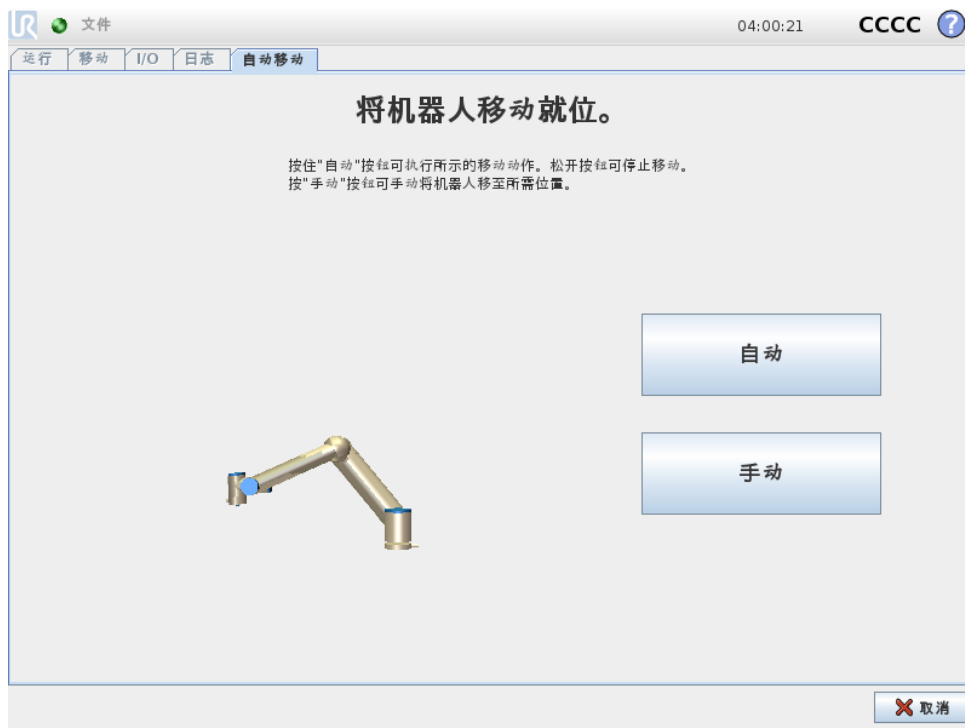 UR 文件 04:00:21 CCCC ?
运行 移动 I/O 日志 自动移动
将机器人移动就位。
按住"自动"按钮可执行所示的移动动作。松开按钮可停止移动。
按"手动"按钮可手动将机器人移至所需位置。
自动
手动
取消